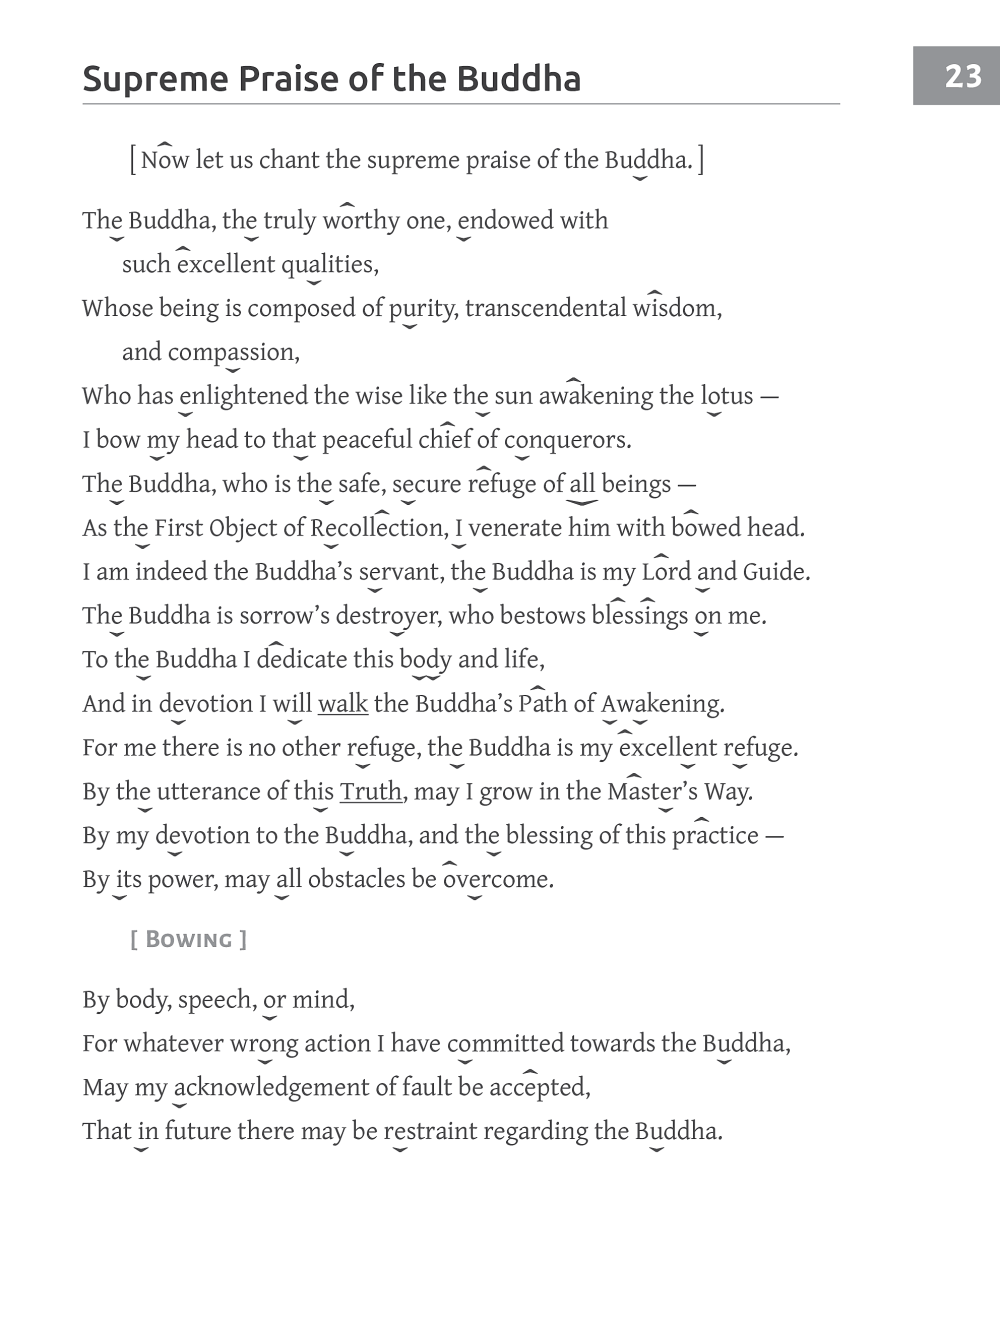 Supreme Praise of the Buddha
23
[ Now let us chant the supreme praise of the Buddha. ]
The Buddha, the truly worthy one, endowed with
such excellent qualities,
Whose being is composed of purity, transcendental wisdom,
and compassion,
Who has enlightened the wise like the sun awakening the lotus —
I bow my head to that peaceful chief of conquerors.
The Buddha, who is the safe, secure refuge of all beings —
As the First Object of Recollection, I venerate him with bowed head.
I am indeed the Buddha’s servant, the Buddha is my Lord and Guide.
The Buddha is sorrow’s destroyer, who bestows blessings on me.
To the Buddha I dedicate this body and life,
And in devotion I will walk the Buddha’s Path of Awakening.
For me there is no other refuge, the Buddha is my excellent refuge.
By the utterance of this Truth, may I grow in the Master’s Way.
By my devotion to the Buddha, and the blessing of this practice —
By its power, may all obstacles be overcome.
[ Bowing ]
By body, speech, or mind,
For whatever wrong action I have committed towards the Buddha,
May my acknowledgement of fault be accepted,
That in future there may be restraint regarding the Buddha.